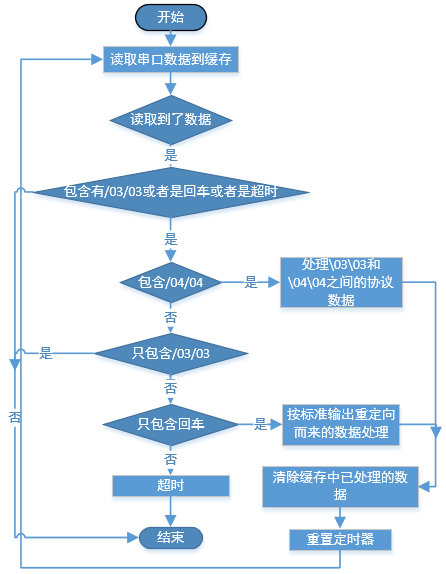 开始
读取串口数据到缓存
读取到了数据
是
包含有/03/03或者是回车或者是超时
是
包含/04/04
是
处理\03\03和
\04\04之间的协议
数据
否
只包含/03/03
是
否
否
只包含回车
是
按标准输出重定向
而来的数据处理
否
超时
清除缓存中已处理的数
据
结束
重置定时器